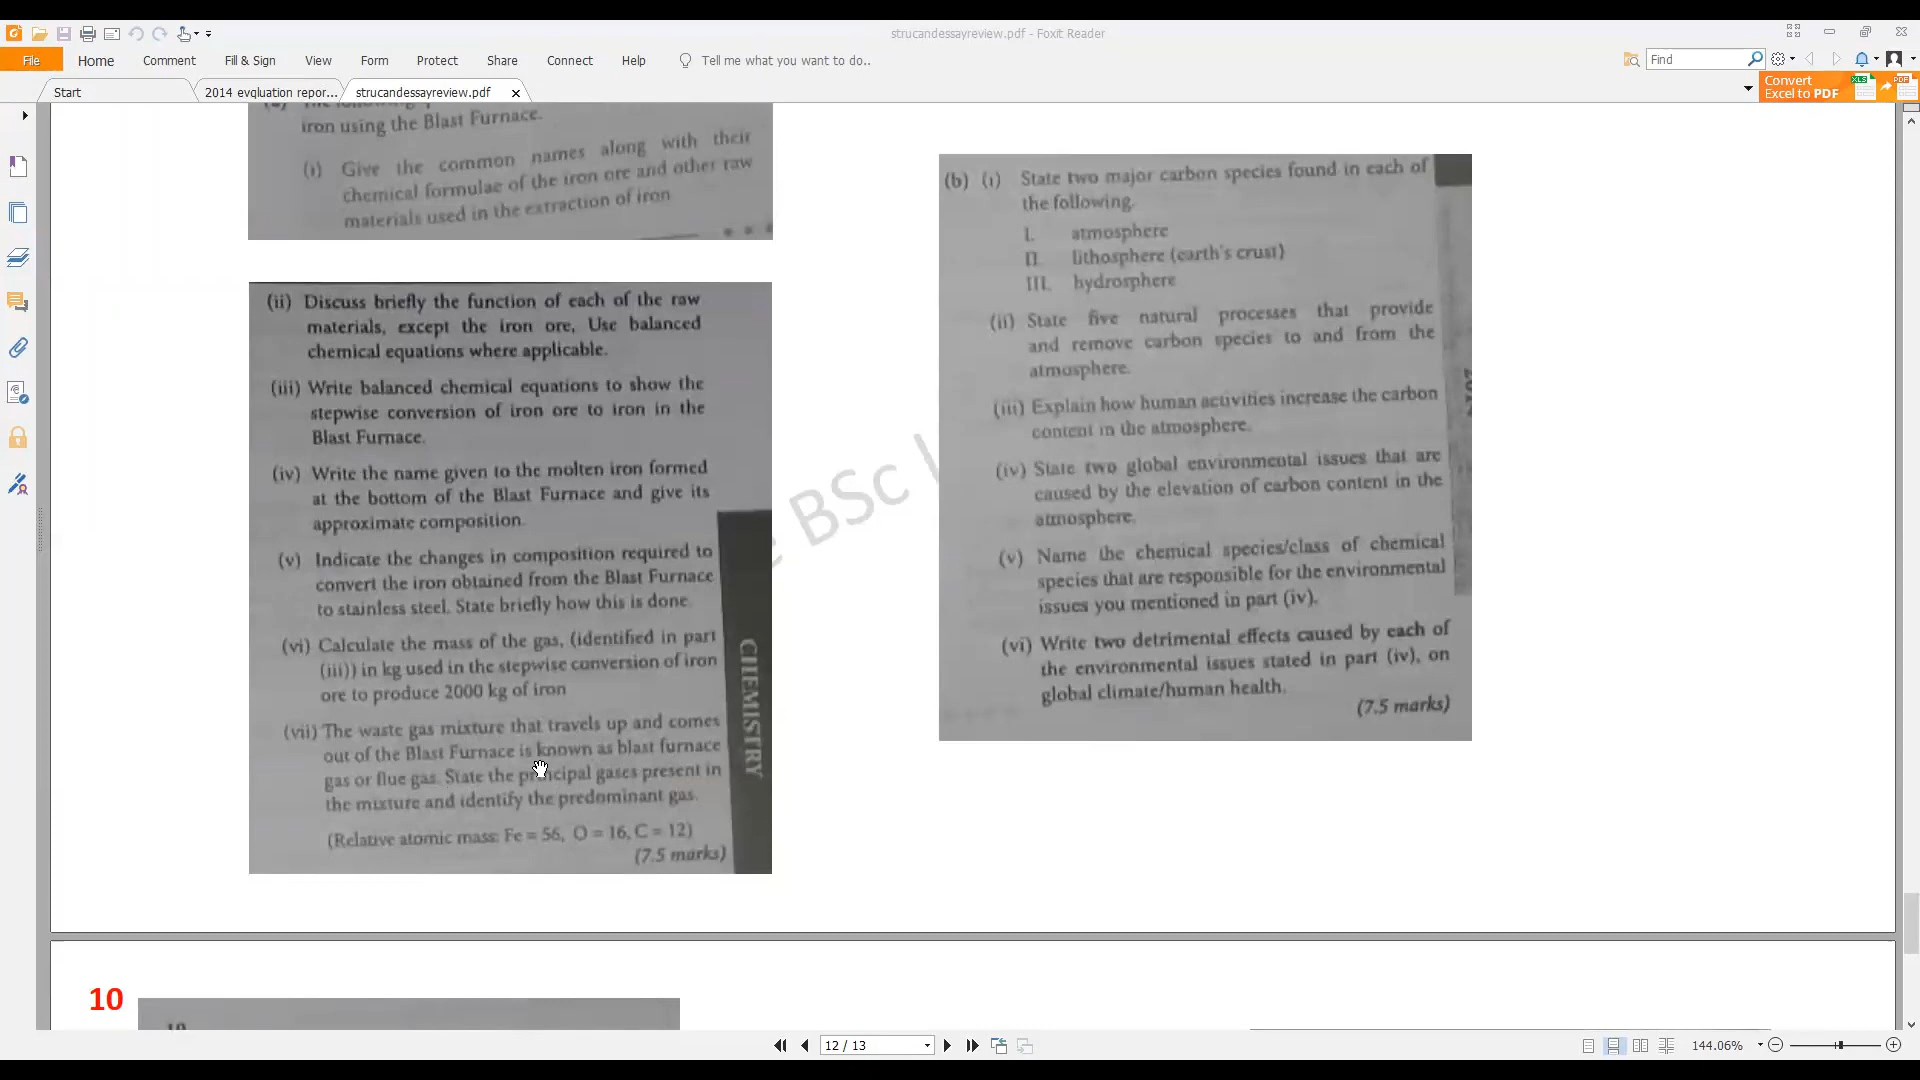 strucandessayreview.pdf - Foxit Reader
File Home Comment Fill & Sign View Form Protect Share Connect Help Tell me what you want to do..
Find
Start 2014 evqluation repor... strucandessayreview.pdf
Convert
Excel to PDF
iron using the Blast Furnace.
(i) Give the common names along with their
chemical formulae of the iron ore and other raw
materials used in the extraction of iron
(ii) Discuss briefly the function of each of the raw
materials, except the iron ore, Use balanced
chemical equations where applicable.
(iii) Write balanced chemical equations to show the
stepwise conversion of iron ore to iron in the
Blast Furnace.
(iv) Write the name given to the molten iron formed
at the bottom of the Blast Furnace and give its
approximate composition.
(v) Indicate the changes in composition required to
convert the iron obtained from the Blast Furnace
to stainless steel. State briefly how this is done.
(vi) Calculate the mass of the gas, (identified in part
(iii)) in kg used in the stepwise conversion of iron
ore to produce 2000 kg of iron
(vii) The waste gas mixture that travels up and comes
out of the Blast Furnace is known as blast furnace
gas or flue gas. State the principal gases present in
the mixture and identify the predominant gas.
(Relative atomic mass: Fe = 56, O = 16, C = 12)
(7.5 marks)
CHEMISTRY
BSc
(b) (i) State two major carbon species found in each of
the following.
I. atmosphere
II. lithosphere (earth's crust)
III. hydrosphere
(ii) State five natural processes that provide
and remove carbon species to and from the
atmosphere.
(iii) Explain how human activities increase the carbon
content in the atmosphere.
(iv) State two global environmental issues that are
caused by the elevation of carbon content in the
atmosphere.
(v) Name the chemical species/class of chemical
species that are responsible for the environmental
issues you mentioned in part (iv).
(vi) Write two detrimental effects caused by each of
the environmental issues stated in part (iv), on
global climate/human health.
(7.5 marks)
10
12 / 13
144.06%